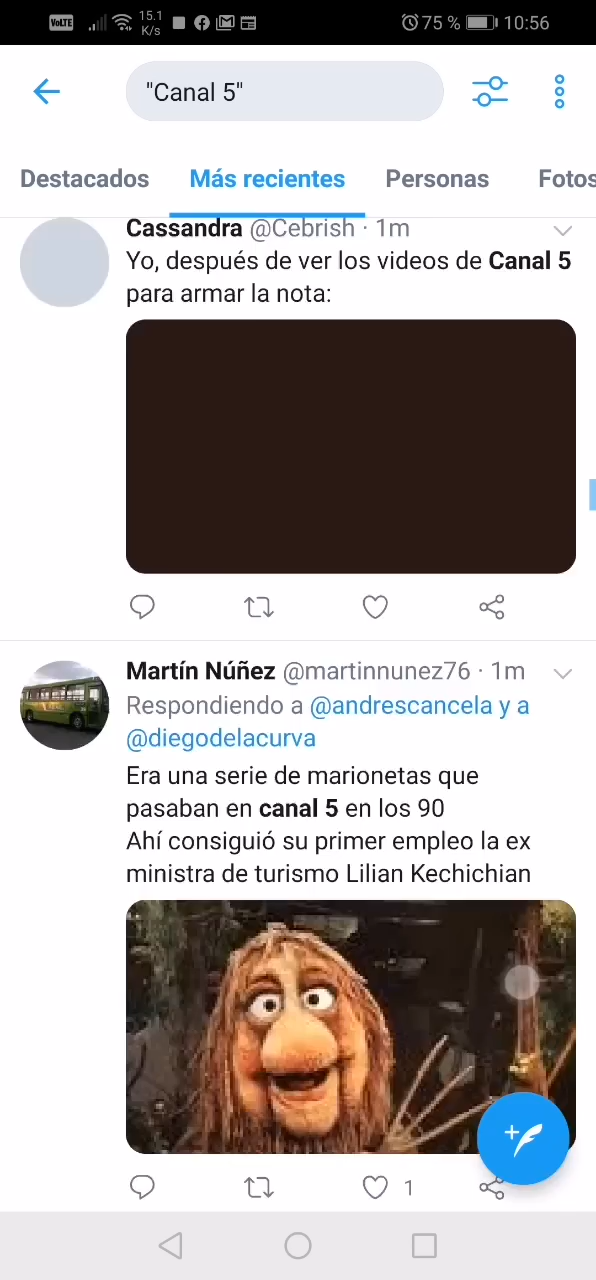 VoLTE 15.1 K/s 75 % 10:56
"Canal 5"
Destacados Más recientes Personas Fotos
Cassandra @Cebrish · 1m
Yo, después de ver los videos de Canal 5
para armar la nota:
Martín Núñez @martinnunez76 · 1m
Respondiendo a @andrescancela y a
@diegodelacurva
Era una serie de marionetas que
pasaban en canal 5 en los 90
Ahí consiguió su primer empleo la ex
ministra de turismo Lilian Kechichian
1